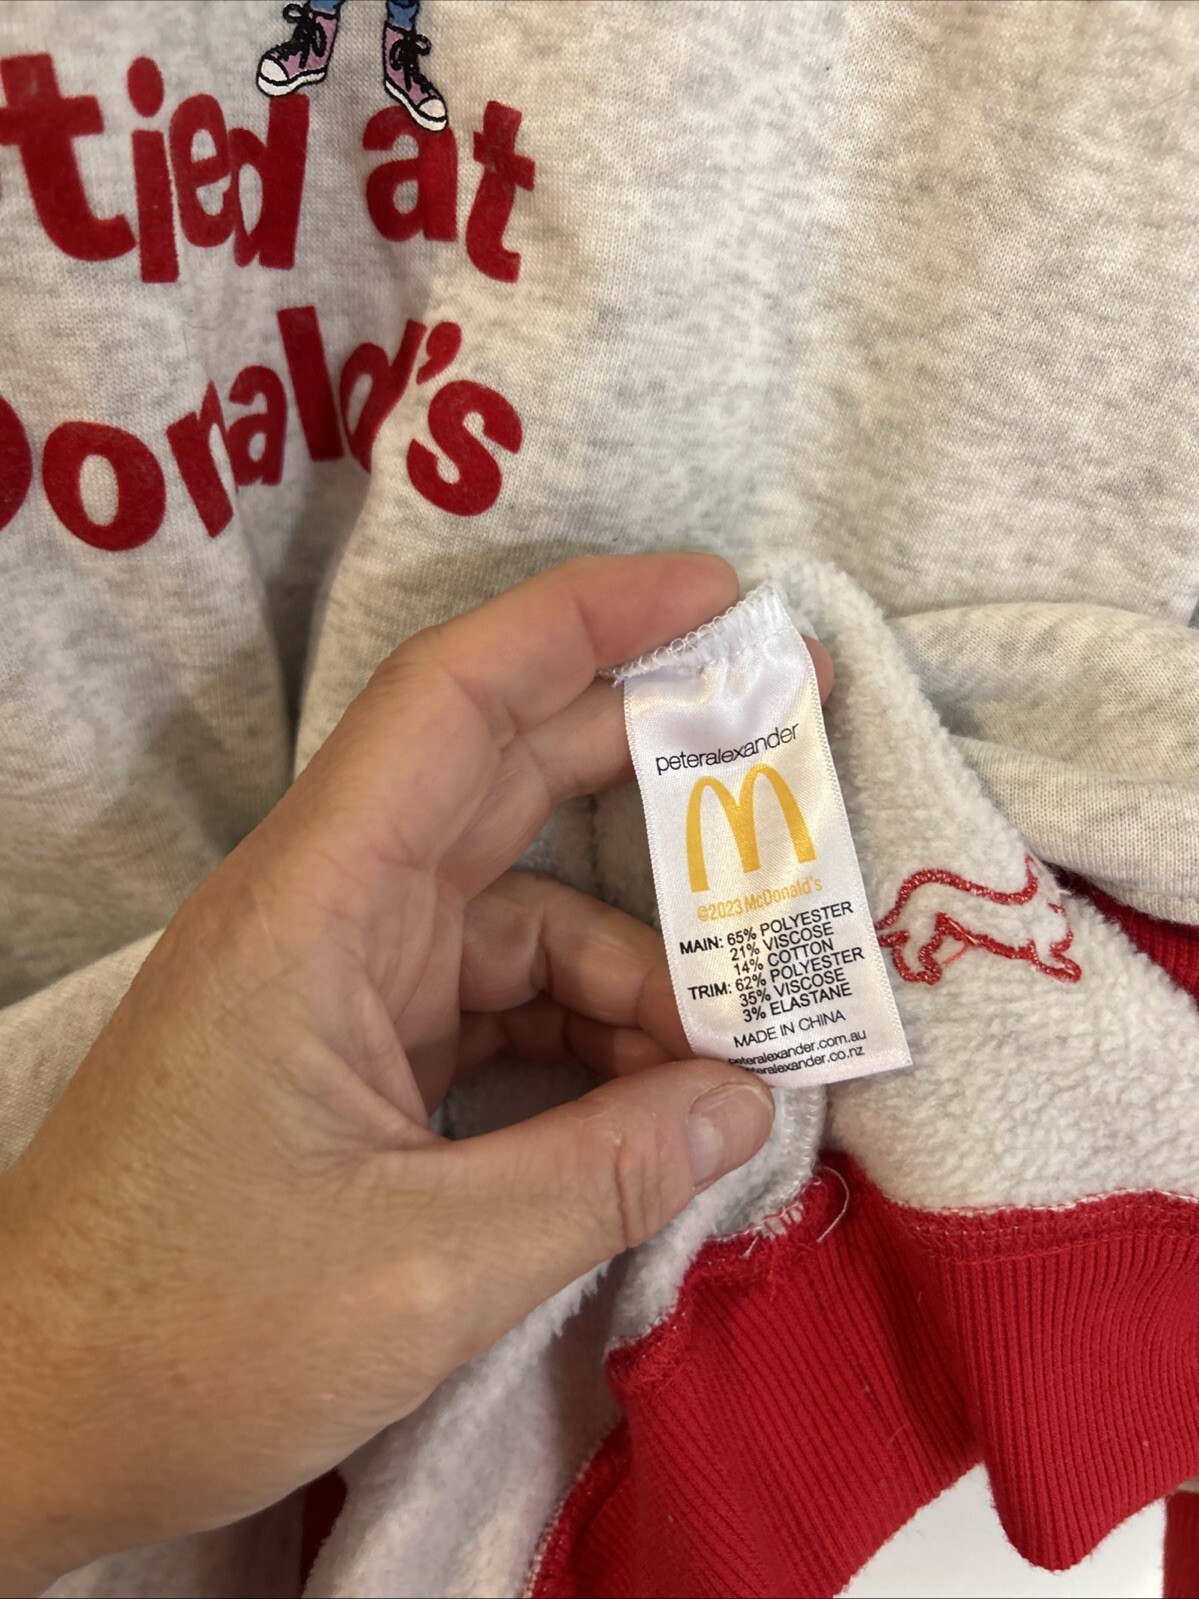 tied at
Donald's
peteralexander
©2023 McDonald's
MAIN: 65% POLYESTER
21% VISCOSE
14% COTTON
TRIM: 62% POLYESTER
35% VISCOSE
3% ELASTANE
MADE IN CHINA
peteralexander.com.au
peteralexander.co.nz